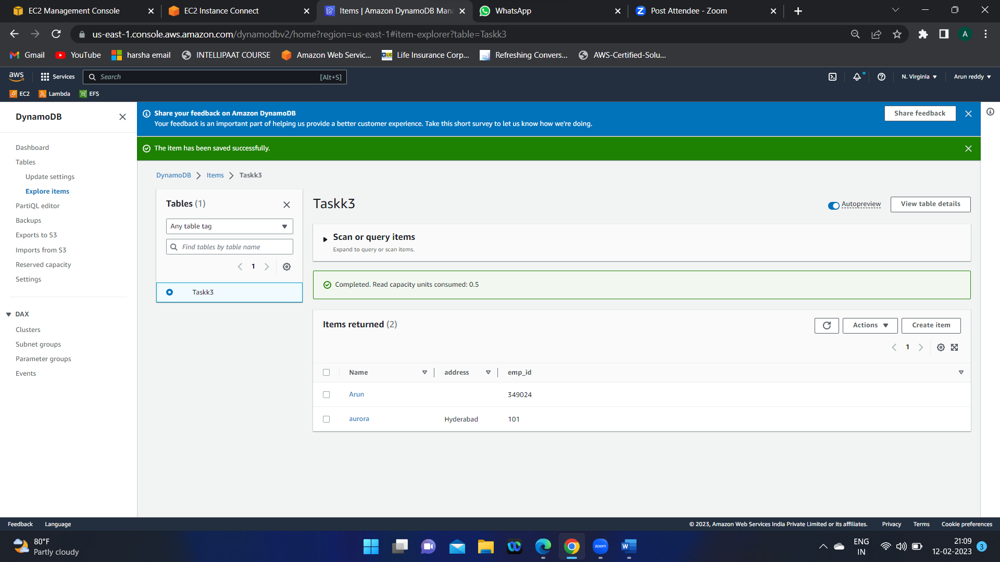 EC2 Management Console
EC2 Instance Connect
Items | Amazon DynamoDB Man
WhatsApp
Post Attendee - Zoom
us-east-1.console.aws.amazon.com/dynamodbv2/home?region=us-east-1#item-explorer?table=Taskk3
A
Gmail
YouTube
harsha email
INTELLIPAAT COURSE
Amazon Web Servic...
Life Insurance Corp...
Refreshing Convers...
AWS-Certified-Solu...
aws
Services
Search
[Alt+S]
N. Virginia
Arun reddy
EC2
Lambda
EFS
DynamoDB
Dashboard
Tables
Update settings
Explore items
PartiQL editor
Backups
Exports to S3
Imports from S3
Reserved capacity
Settings
DAX
Clusters
Subnet groups
Parameter groups
Events
Share your feedback on Amazon DynamoDB
Your feedback is an important part of helping us provide a better customer experience. Take this short survey to let us know how we're doing.
Share feedback
The item has been saved successfully.
DynamoDB
Items
Taskk3
Tables (1)
Any table tag
Find tables by table name
1
Taskk3
Taskk3
Autopreview
View table details
Scan or query items
Expand to query or scan items.
Completed. Read capacity units consumed: 0.5
Items returned (2)
Actions
Create item
1
Name address emp_id
Arun 349024
aurora Hyderabad 101
Feedback
Language
© 2023, Amazon Web Services India Private Limited or its affiliates.
Privacy
Terms
Cookie preferences
80°F
Partly cloudy
zoom
W
ENG
IN
21:09
12-02-2023
3